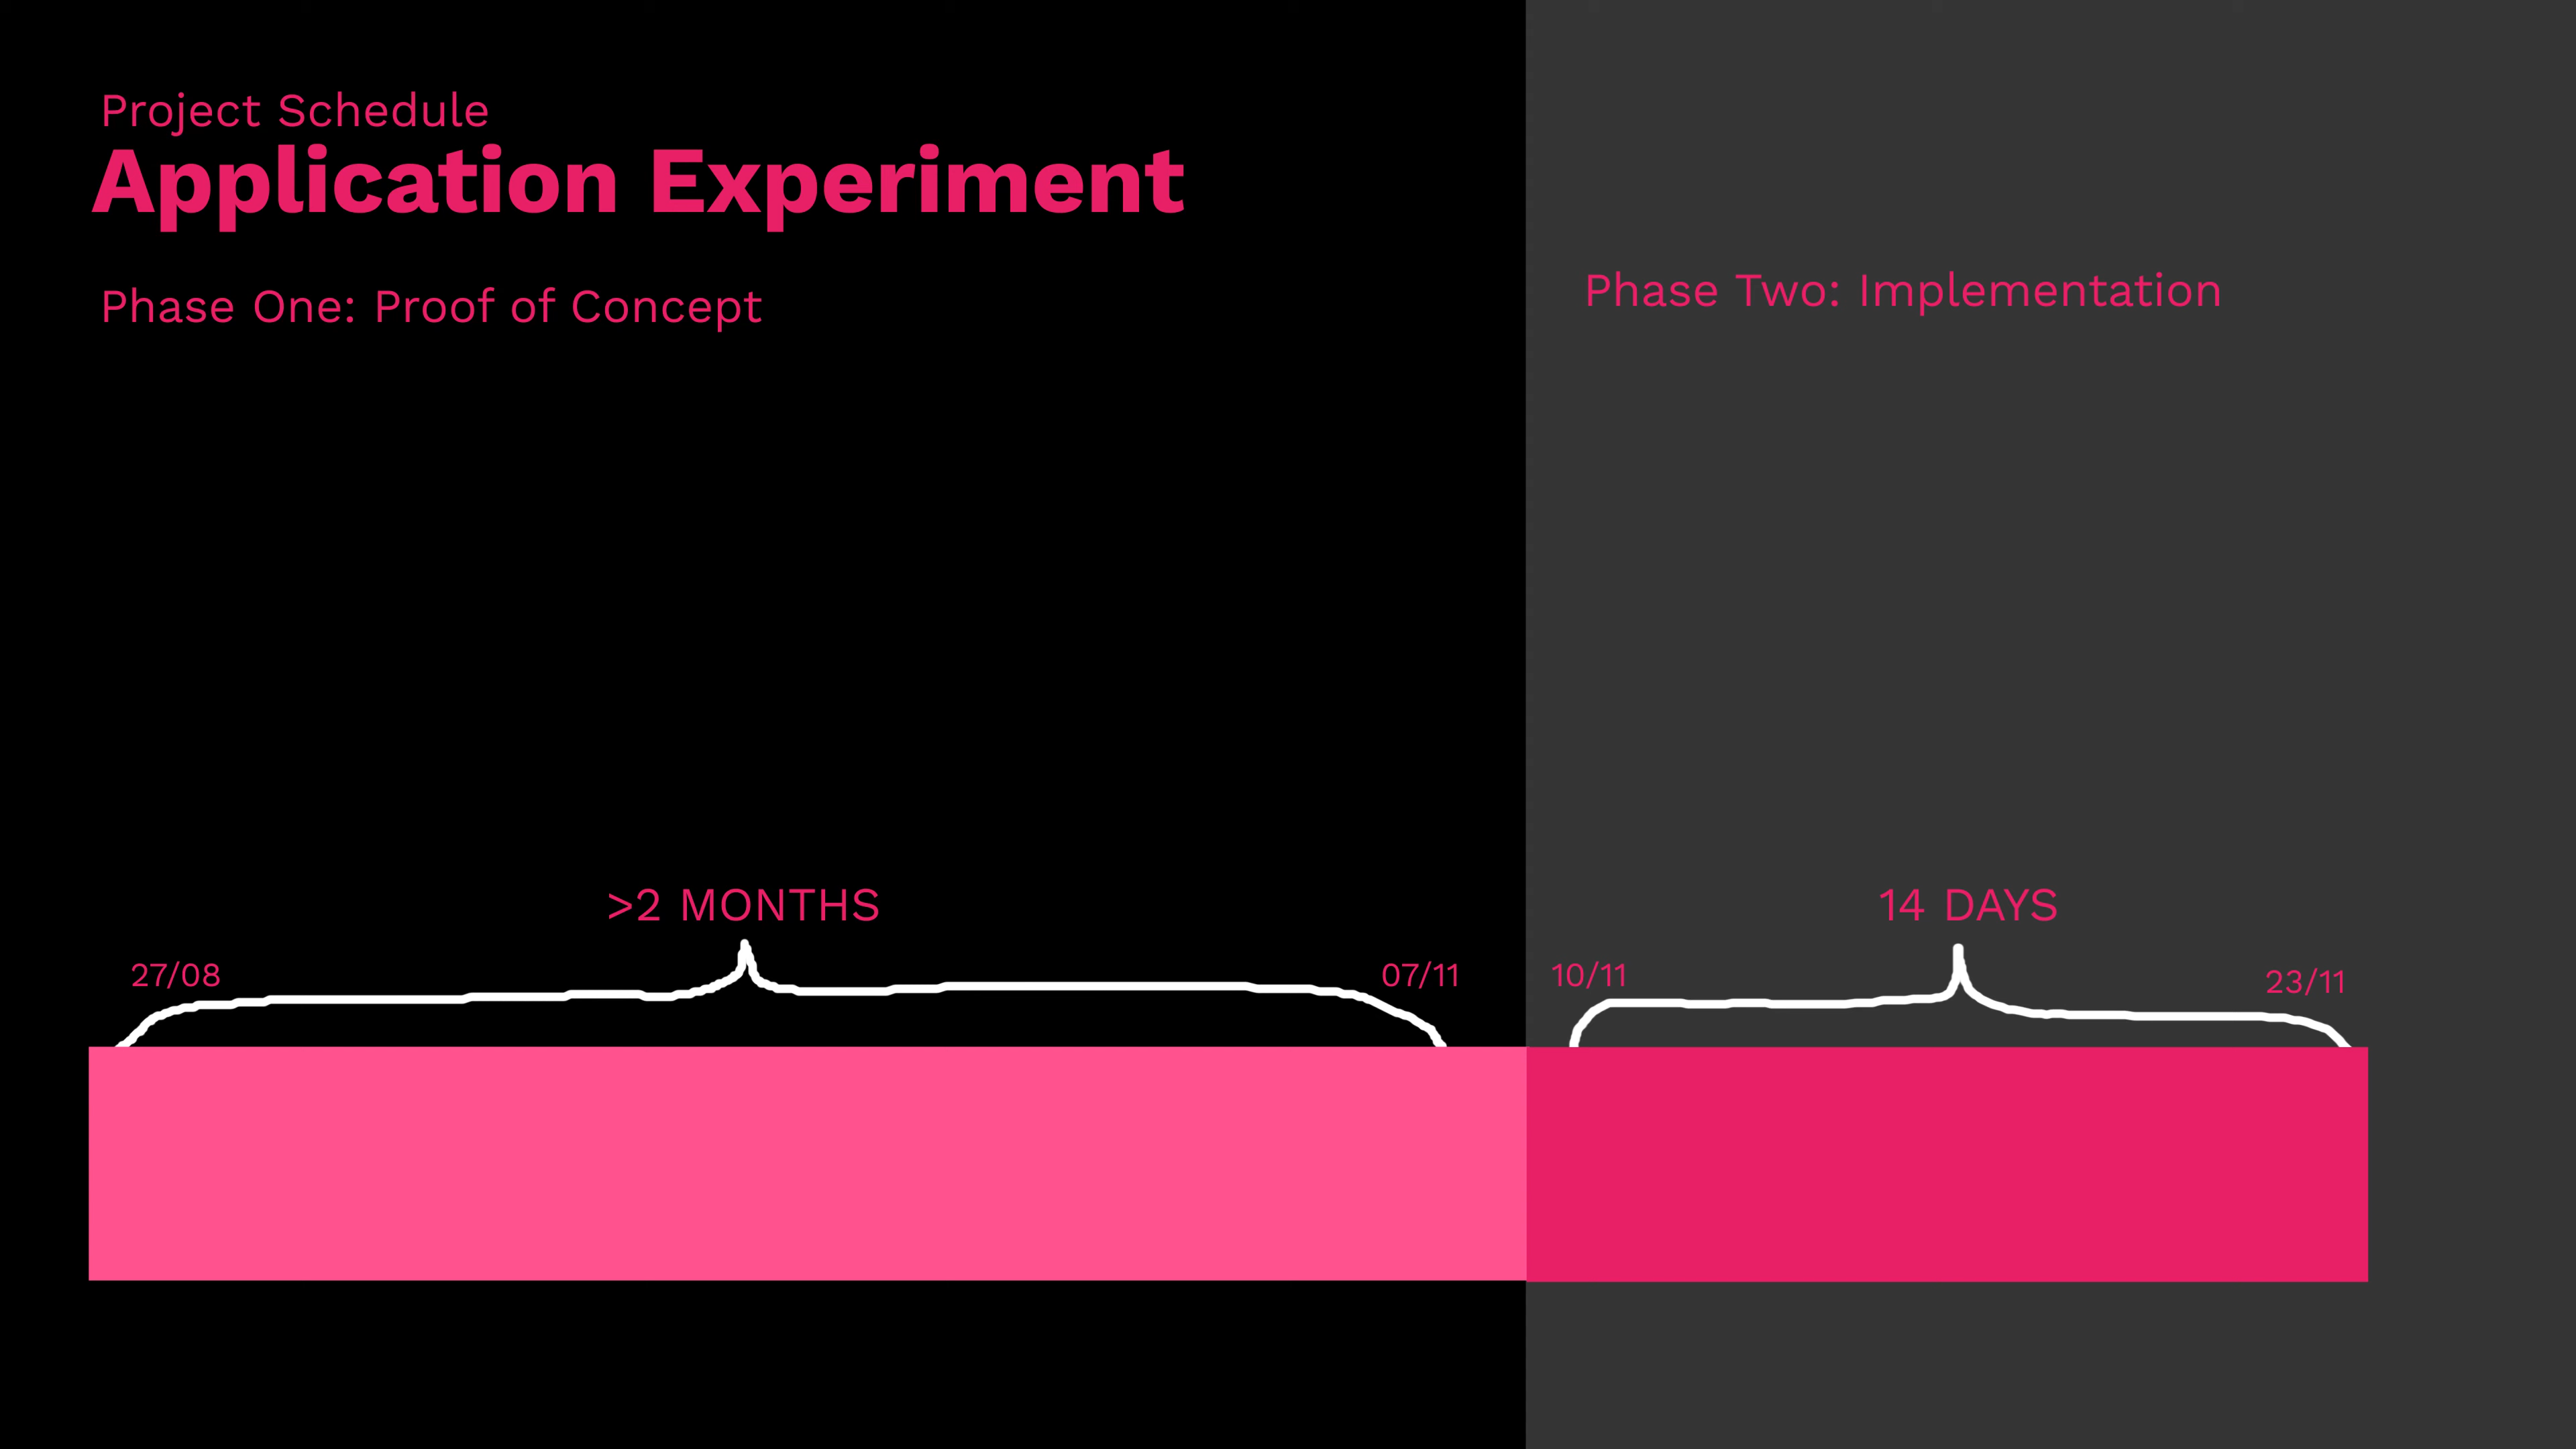 Project Schedule
Application Experiment
Phase One: Proof of Concept
Phase Two: Implementation
>2 MONTHS
14 DAYS
27/08
07/11
10/11
23/11